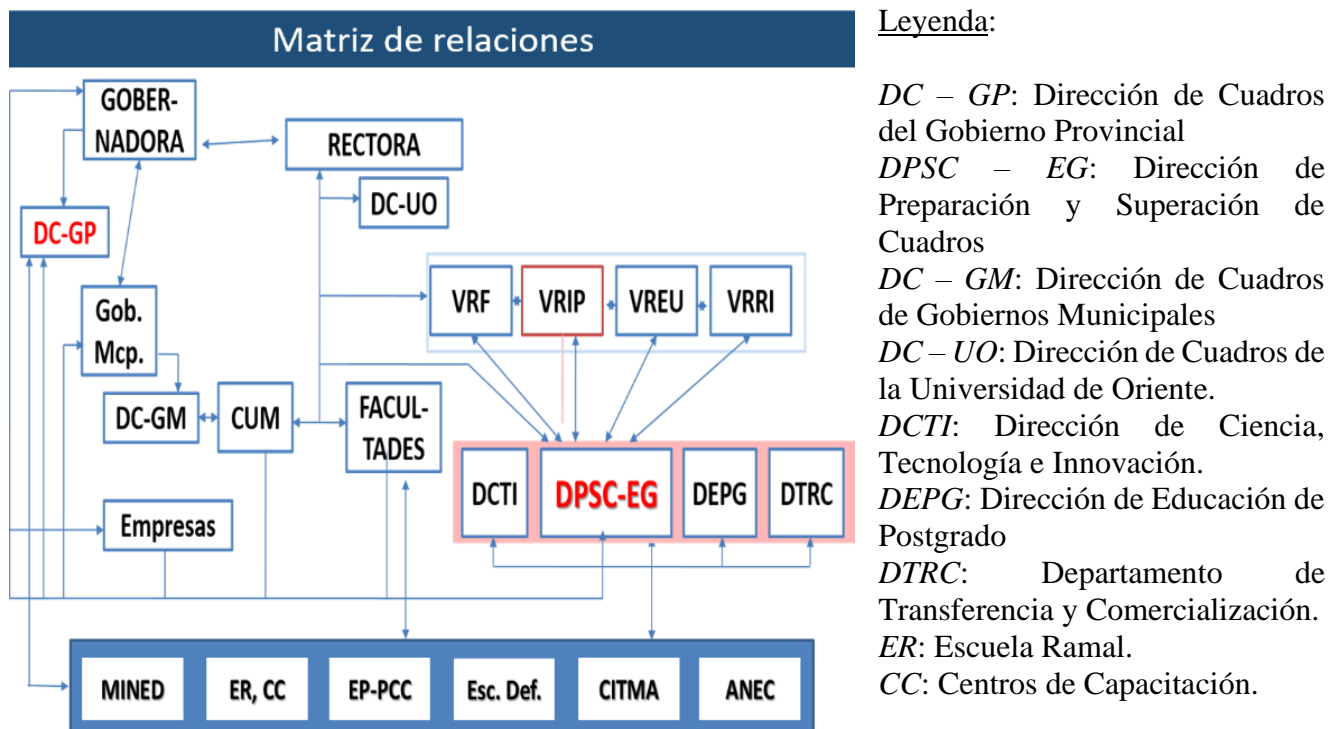 Matriz de relaciones
GOBER-
NADORA
RECTORA
DC-UO
DC-GP
VRF
VRIP
VREU
VRRI
Gob.
Mcp.
DC-GM
CUM
FACUL-
TADES
DCTI
DPSC-EG
DEPG
DTRC
Empresas
MINED
ER, CC
EP-PCC
Esc. Def.
CITMA
ANEC
Leyenda:
DC – GP: Dirección de Cuadros
del Gobierno Provincial
DPSC – EG: Dirección de
Preparación y Superación de
Cuadros
DC – GM: Dirección de Cuadros
de Gobiernos Municipales
DC – UO: Dirección de Cuadros de
la Universidad de Oriente.
DCTI: Dirección de Ciencia,
Tecnología e Innovación.
DEPG: Dirección de Educación de
Postgrado
DTRC: Departamento de
Transferencia y Comercialización.
ER: Escuela Ramal.
CC: Centros de Capacitación.